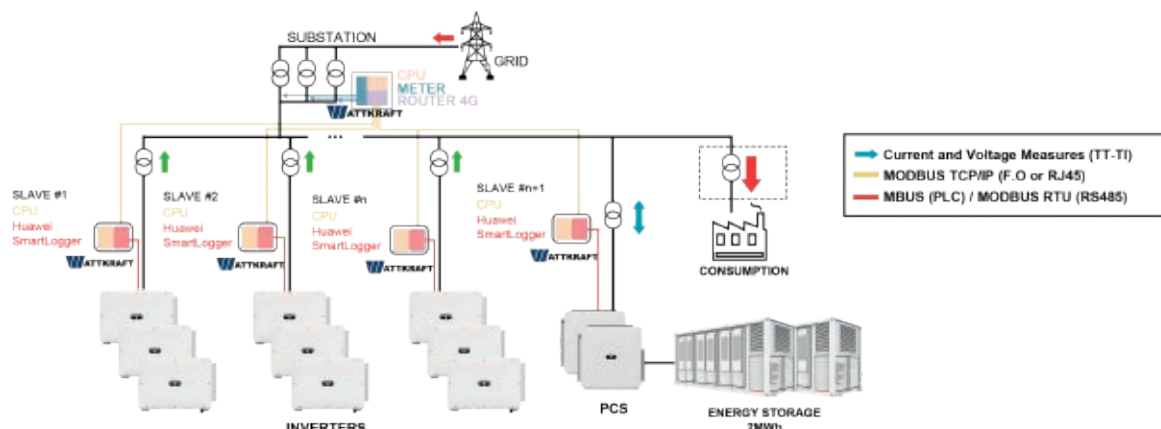 SUBSTATION
GRID
CPU
METER
ROUTER 4G
WATTKRAFT
...
SLAVE #1
CPU
Huawei
SmartLogger
WATTKRAFT
SLAVE #2
CPU
Huawei
SmartLogger
WATTKRAFT
SLAVE #n
CPU
Huawei
SmartLogger
WATTKRAFT
SLAVE #n+1
CPU
Huawei
SmartLogger
WATTKRAFT
CONSUMPTION
Current and Voltage Measures (TT-TI)
MODBUS TCP/IP (F.O or RJ45)
MBUS (PLC) / MODBUS RTU (RS485)
INVERTERS
PCS
ENERGY STORAGE
2MWh